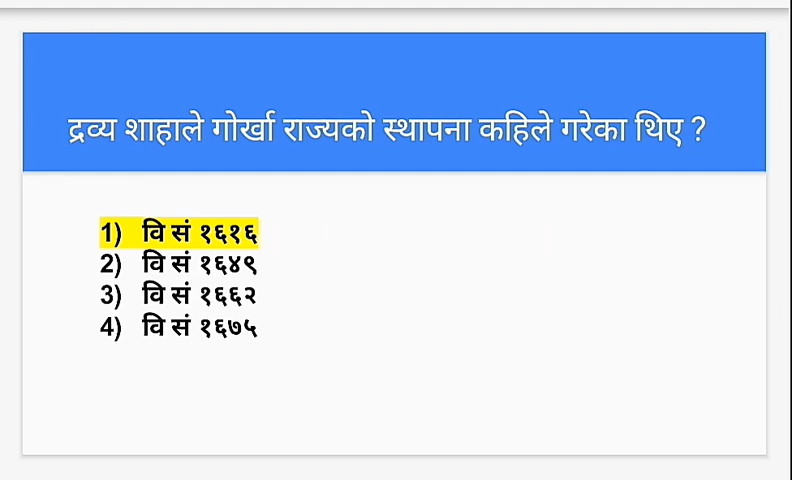 द्रव्य शाहाले गोर्खा राज्यको स्थापना कहिले गरेका थिए ?
1) वि सं १६१६
2) वि सं १६४९
3) वि सं १६६२
4) वि सं १६७५